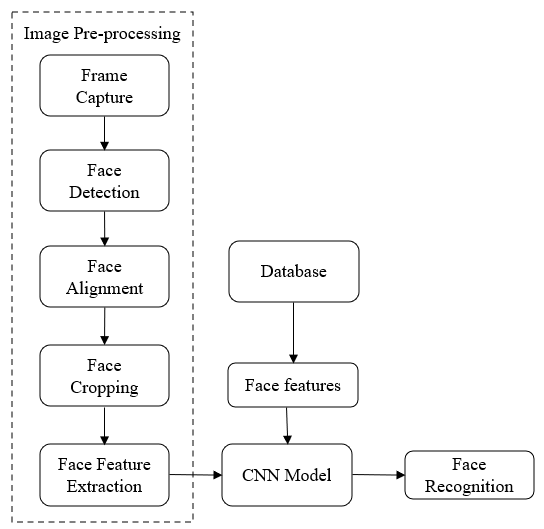 Image Pre-processing
Frame
Capture
Face
Detection
Face
Alignment
Face
Cropping
Face Feature
Extraction
Database
Face features
CNN Model
Face
Recognition